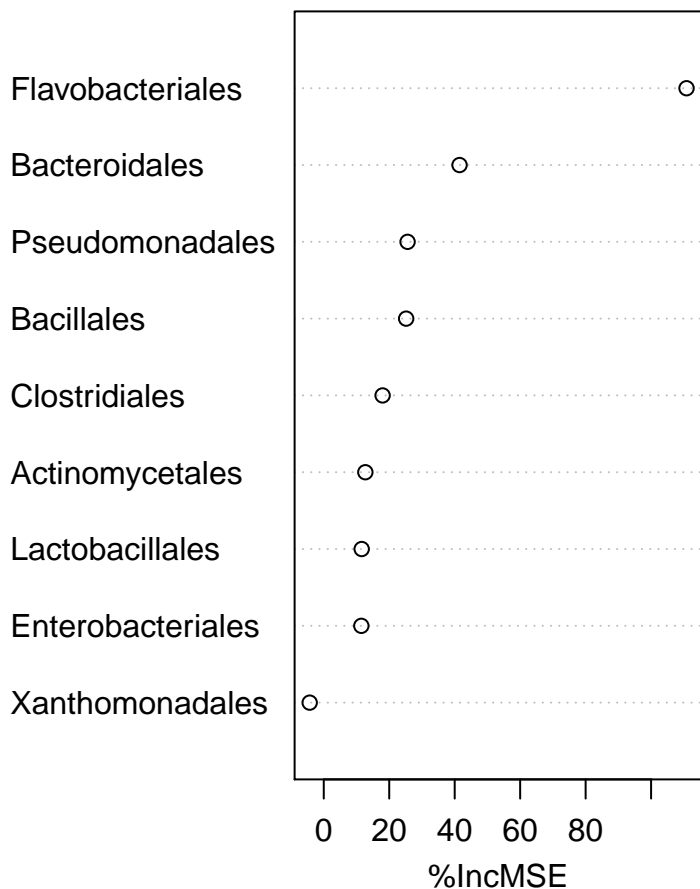 Flavobacteriales
Bacteroidales
Pseudomonadales
Bacillales
Clostridiales
Actinomycetales
Lactobacillales
Enterobacteriales
Xanthomonadales
0 20 40 60 80
%IncMSE